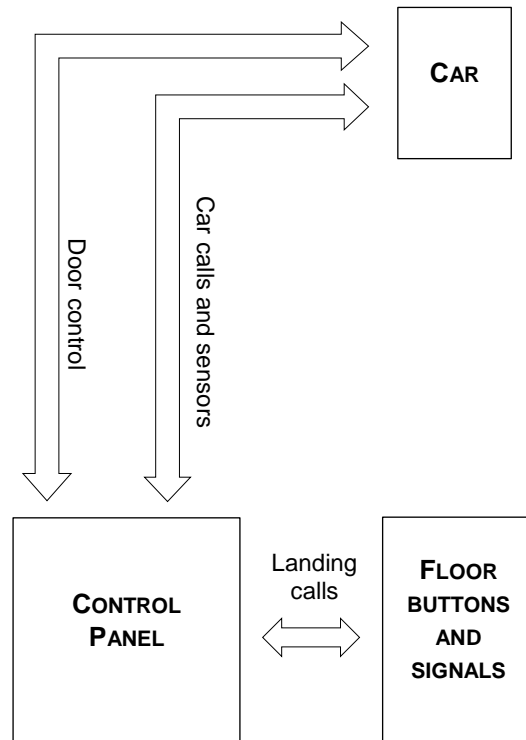 CAR
Door control
Car calls and sensors
Landing
calls
CONTROL
PANEL
FLOOR
BUTTONS
AND
SIGNALS